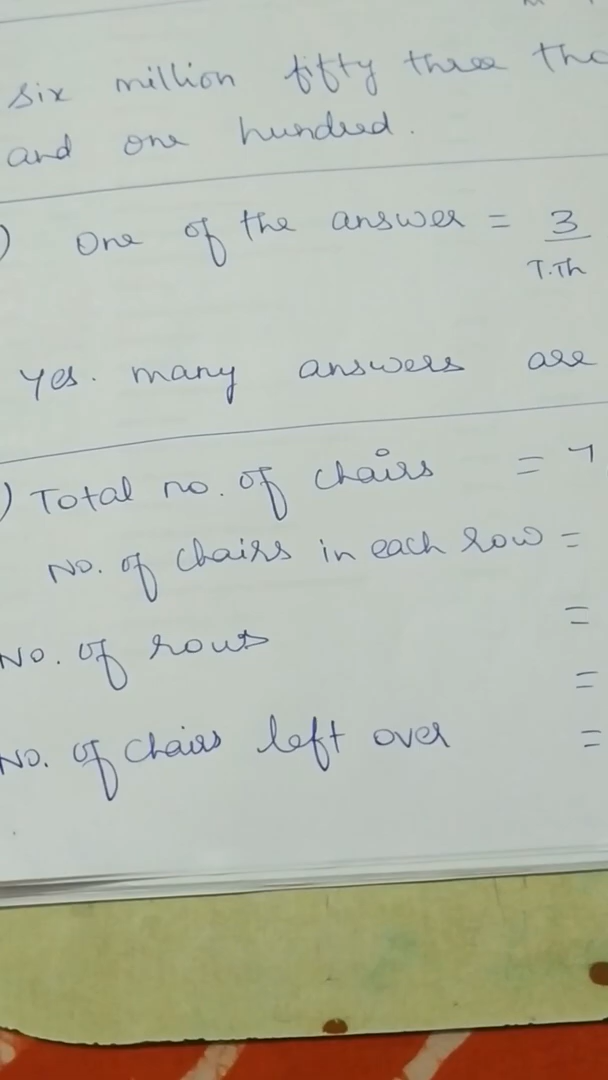 six million fifty three tho
and one hundred.
) One of the answer = 3
T.Th
Yes. many answers are
) Total no. of chairs = 7
No. of chairs in each row =
No. of rows =
=
No. of chairs left over =